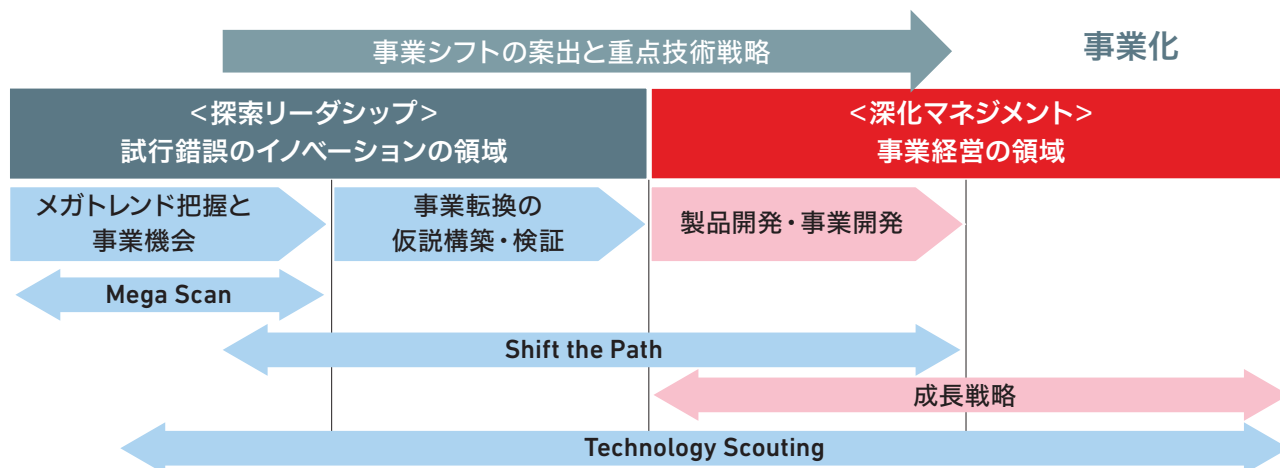 事業シフトの案出と重点技術戦略
事業化
<探索リーダシップ>
試行錯誤のイノベーションの領域
<深化マネジメント>
事業経営の領域
メガトレンド把握と
事業機会
事業転換の
仮説構築・検証
製品開発・事業開発
Mega Scan
Shift the Path
成長戦略
Technology Scouting